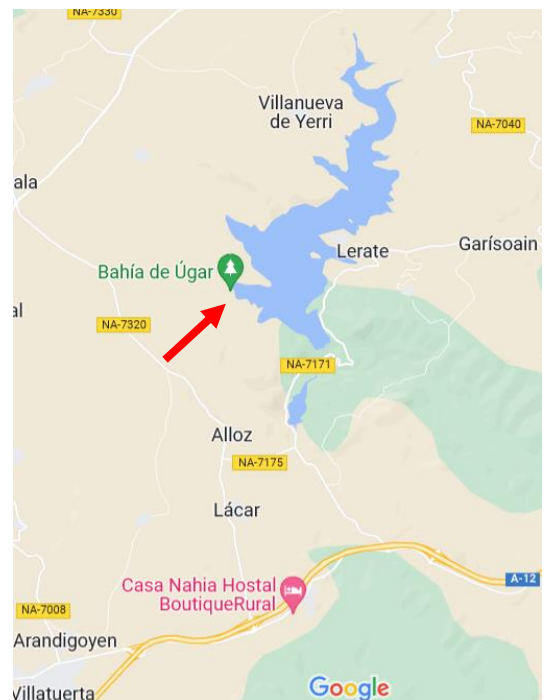 NA-7330
Villanueva
de Yerri
NA-7040
ala
Lerate
Garísoain
Bahía de Úgar
al
NA-7320
NA-7171
Alloz
NA-7175
Lácar
A-12
Casa Nahia Hostal
BoutiqueRural
NA-7008
Arandigoyen
Villatuerta
Google